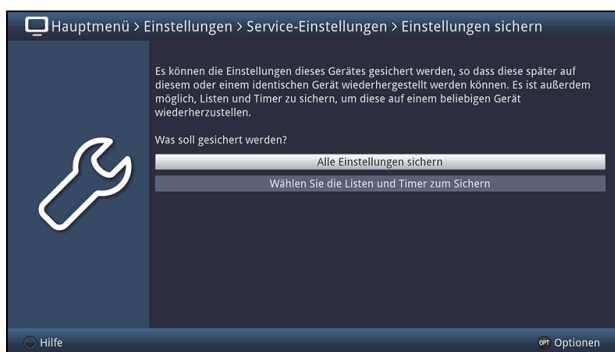 Hauptmenü > Einstellungen > Service-Einstellungen > Einstellungen sichern
Es können die Einstellungen dieses Gerätes gesichert werden, so dass diese später auf
diesem oder einem identischen Gerät wiederhergestellt werden können. Es ist außerdem
möglich, Listen und Timer zu sichern, um diese auf einem beliebigen Gerät
wiederherzustellen.
Was soll gesichert werden?
Alle Einstellungen sichern
Wählen Sie die Listen und Timer zum Sichern
Hilfe
OPT Optionen